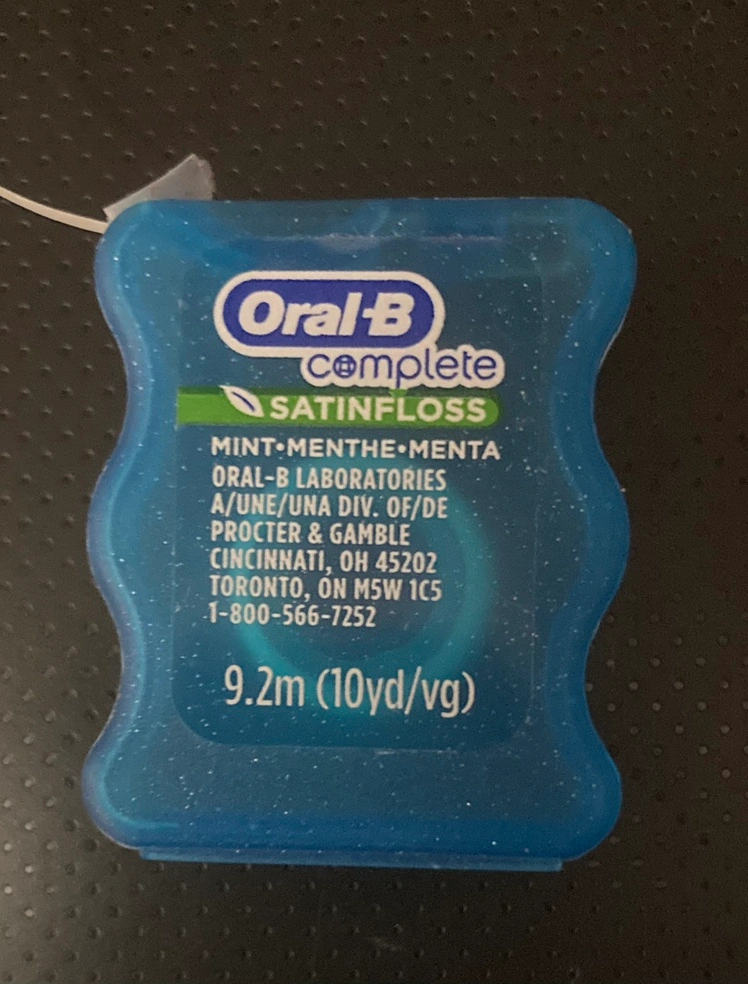 Oral-B
complete
SATINFLOSS
MINT•MENTHE•MENTA
ORAL-B LABORATORIES
A/UNE/UNA DIV. OF/DE
PROCTER & GAMBLE
CINCINNATI, OH 45202
TORONTO, ON M5W 1C5
1-800-566-7252
9.2m (10yd/vg)